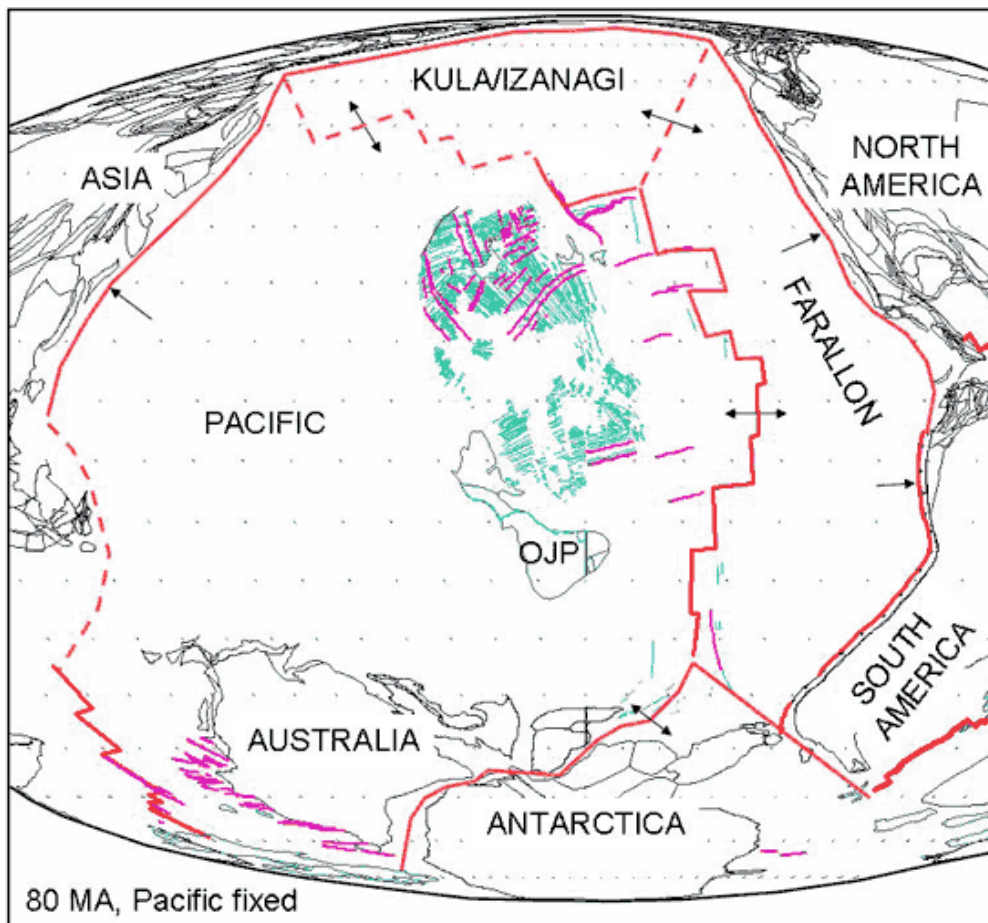 KULA/IZANAGI
ASIA
NORTH
AMERICA
FARALLON
PACIFIC
OJP
SOUTH
AMERICA
AUSTRALIA
ANTARCTICA
80 MA, Pacific fixed